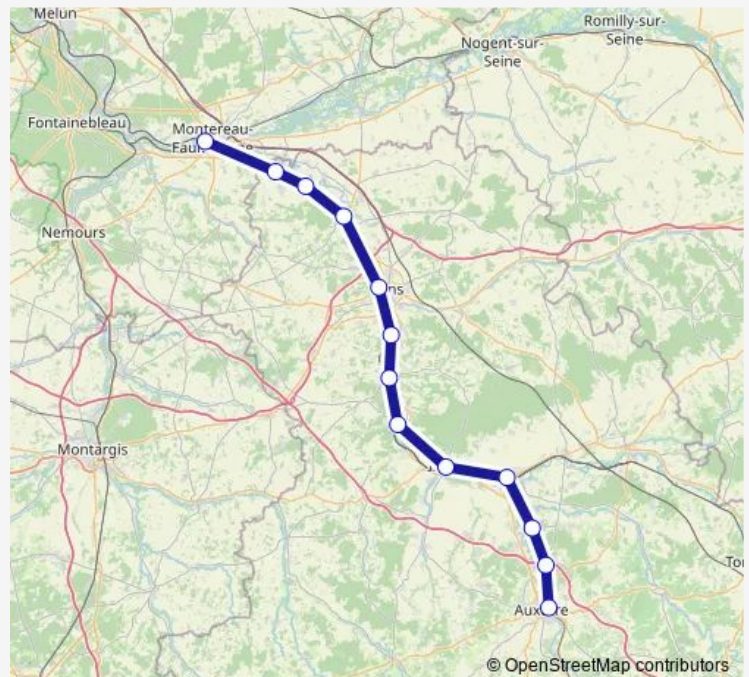 Melun
Romilly-sur-
Seine
Nogent-sur-
Seine
Fontainebleau
Montereau-
Nemours
Montargis
© OpenStreetMap contributors